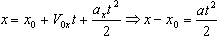 x = x₀ + V₀ₓt + aₓt²/2 ⇒ x − x₀ = at²/2